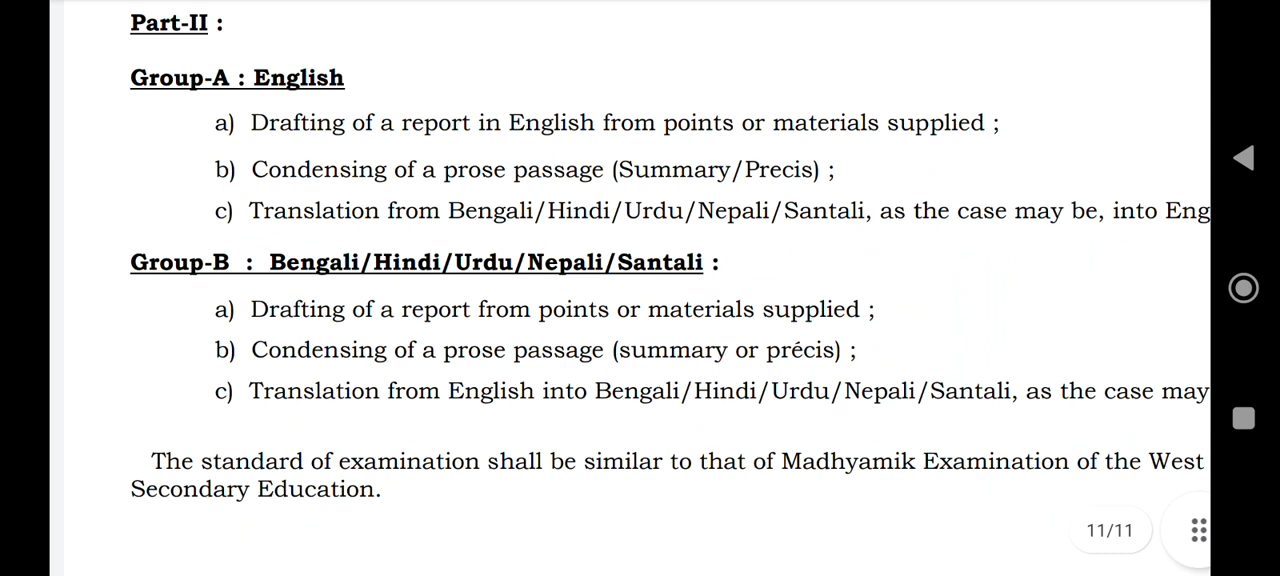 Part-II :
Group-A : English
a) Drafting of a report in English from points or materials supplied ;
b) Condensing of a prose passage (Summary/Precis) ;
c) Translation from Bengali/Hindi/Urdu/Nepali/Santali, as the case may be, into Eng
Group-B : Bengali/Hindi/Urdu/Nepali/Santali :
a) Drafting of a report from points or materials supplied ;
b) Condensing of a prose passage (summary or précis) ;
c) Translation from English into Bengali/Hindi/Urdu/Nepali/Santali, as the case may
The standard of examination shall be similar to that of Madhyamik Examination of the West
Secondary Education.
11/11